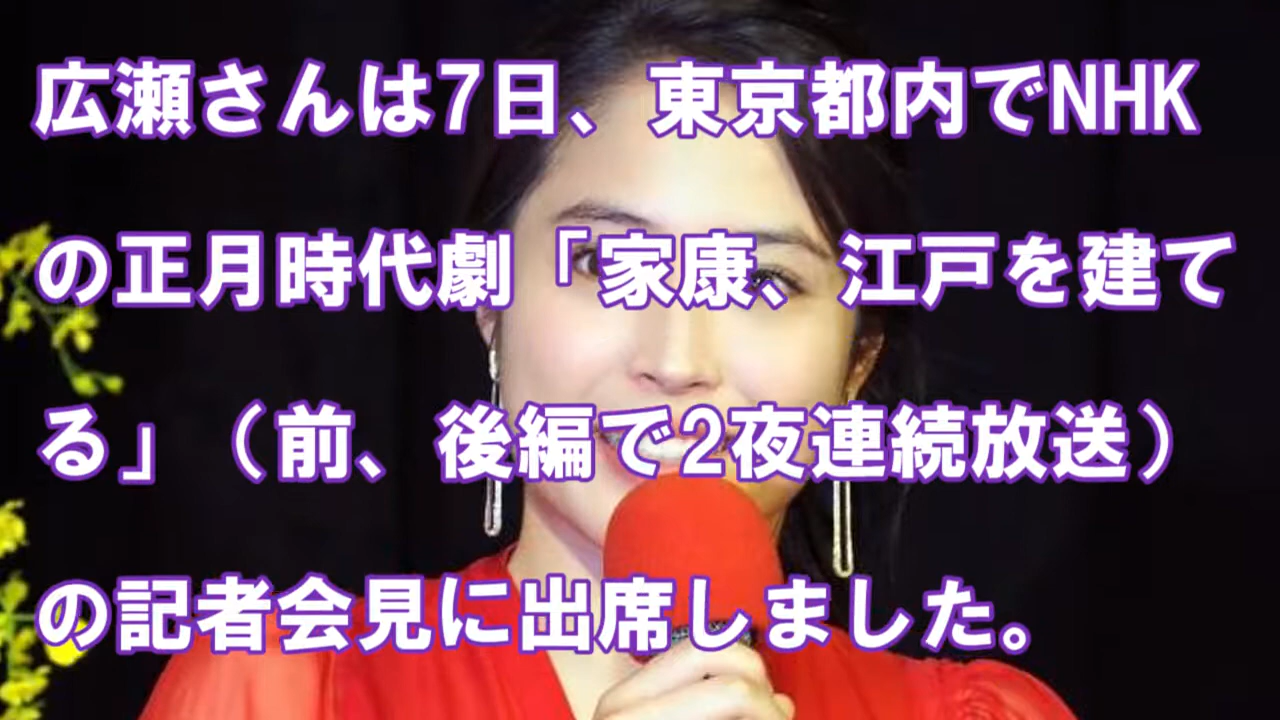 広瀬さんは7日、東京都内でNHK
の正月時代劇「家康、江戸を建て
る」（前、後編で2夜連続放送）
の記者会見に出席しました。